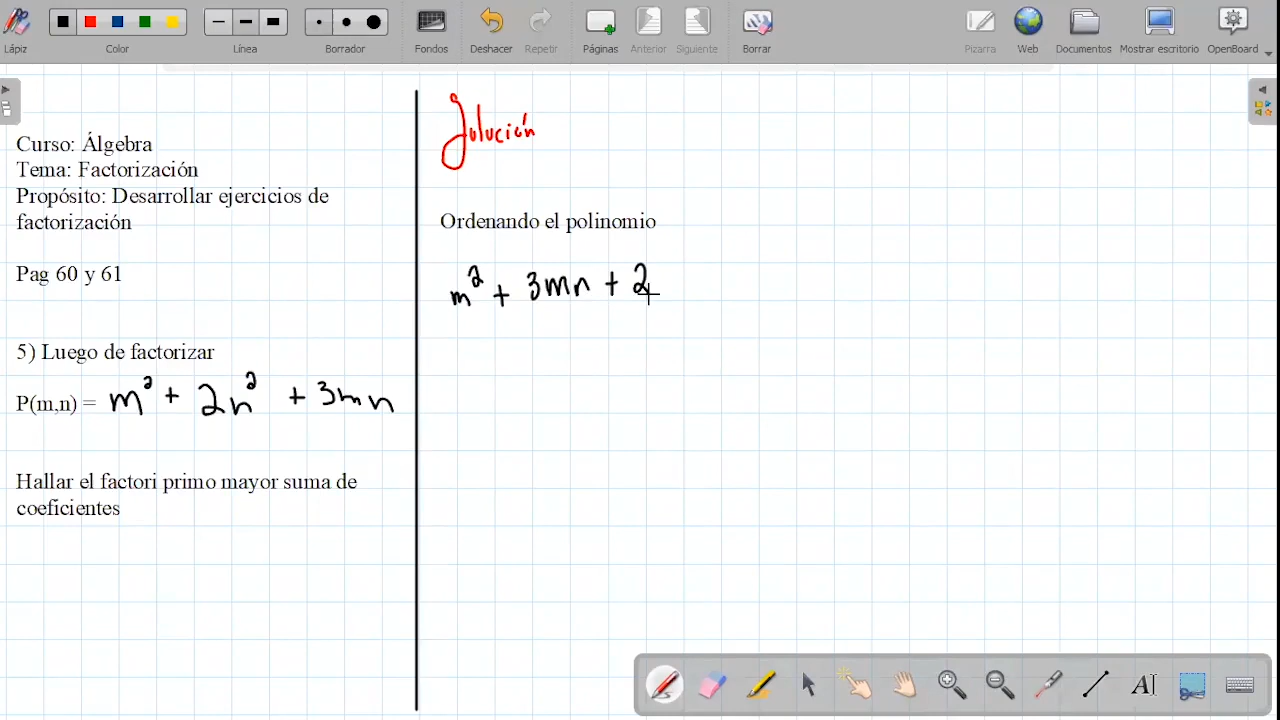 Lápiz
Color
Línea
Borrador
Fondos
Deshacer
Repetir
Páginas
Anterior
Siguiente
Borrar
Pizarra
Web
Documentos
Mostrar escritorio
OpenBoard
Curso: Álgebra
Tema: Factorización
Propósito: Desarrollar ejercicios de
factorización
Pag 60 y 61
5) Luego de factorizar
P(m,n) = m² + 2n² + 3mn
Hallar el factori primo mayor suma de
coeficientes
Solución
Ordenando el polinomio
m² + 3mn + 2